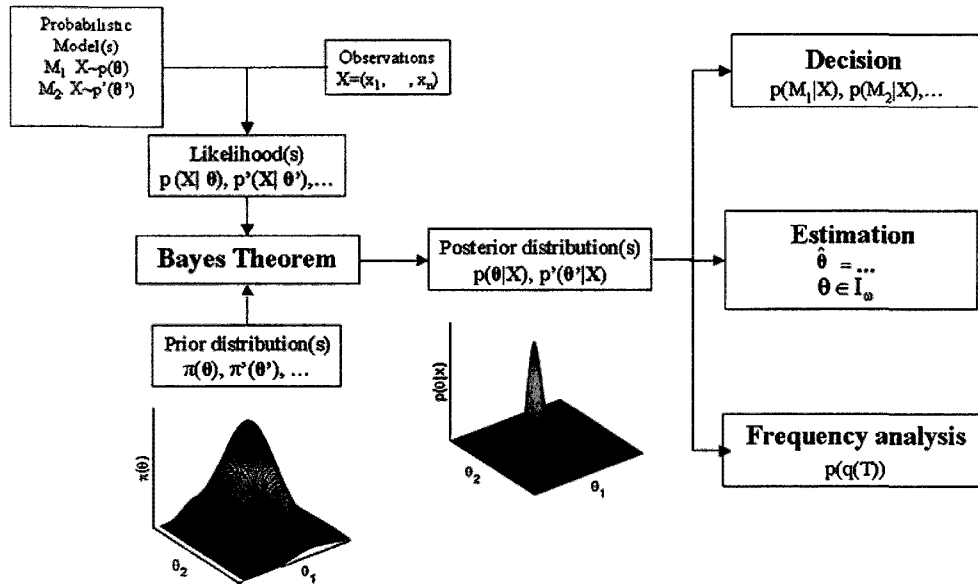 Probabilistic
Model(s)
M₁ X~p(θ)
M₂ X~p'(θ')
Observations
X=(x₁, , xₙ)
Likelihood(s)
p (X| θ), p'(X| θ'),...
Bayes Theorem
Prior distribution(s)
π(θ), π'(θ'), ...
Posterior distribution(s)
p(θ|X), p'(θ'|X)
Decision
p(M₁|X), p(M₂|X),...
Estimation
θ̂ = ...
θ ∈ I_ω
Frequency analysis
p(q(T))
π(θ)
θ₂
θ₁
p(θ|x)
θ₂
θ₁